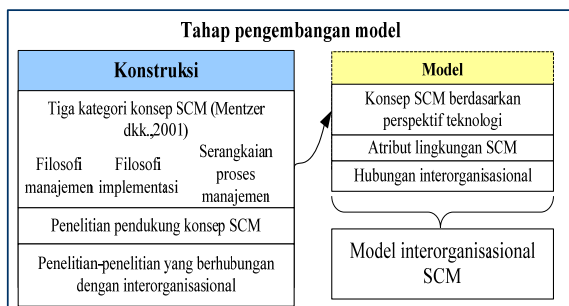 Tahap pengembangan model
Konstruksi
Tiga kategori konsep SCM (Mentzer
dkk.,2001)
Filosofi
manajemen
Filosofi
implementasi
Serangkaian
proses
manajemen
Penelitian pendukung konsep SCM
Penelitian-penelitian yang berhubungan
dengan interorganisasional
Model
Konsep SCM berdasarkan
perspektif teknologi
Atribut lingkungan SCM
Hubungan interorganisasional
Model interorganisasional
SCM